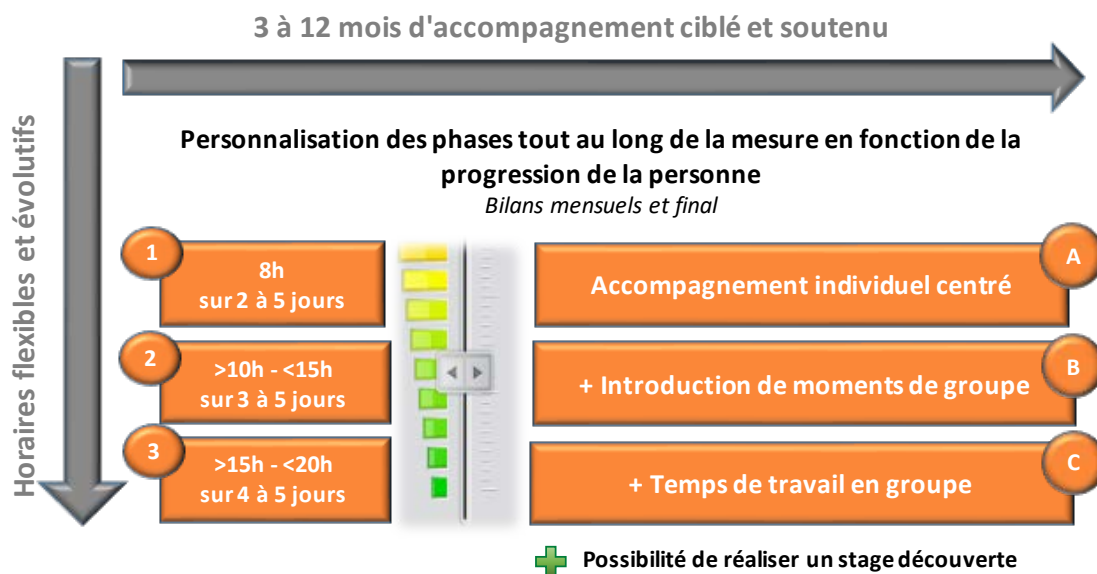 3 à 12 mois d'accompagnement ciblé et soutenu
Horaires flexibles et évolutifs
Personnalisation des phases tout au long de la mesure en fonction de la
progression de la personne
Bilans mensuels et final
1
8h
sur 2 à 5 jours
A
Accompagnement individuel centré
2
>10h - <15h
sur 3 à 5 jours
B
+ Introduction de moments de groupe
3
>15h - <20h
sur 4 à 5 jours
C
+ Temps de travail en groupe
Possibilité de réaliser un stage découverte